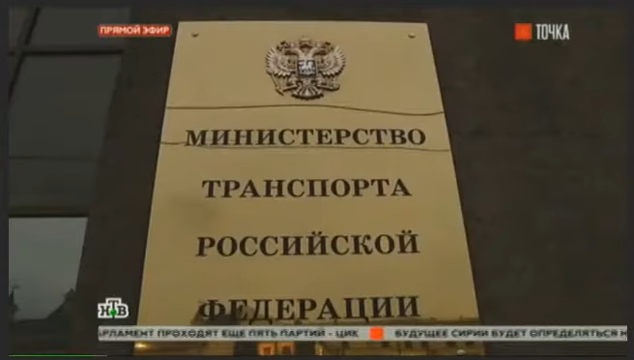 ПРЯМОЙ ЭФИР
ТОЧКА
МИНИСТЕРСТВО
ТРАНСПОРТА
РОССИЙСКОЙ
ФЕДЕРАЦИИ
НТВ
АРЛАМЕНТ ПРОХОДЯТ ЕЩЕ ПЯТЬ ПАРТИЙ - ЦИК БУДУЩЕЕ СИРИИ БУДЕТ ОПРЕДЕЛЯТЬСЯ Н